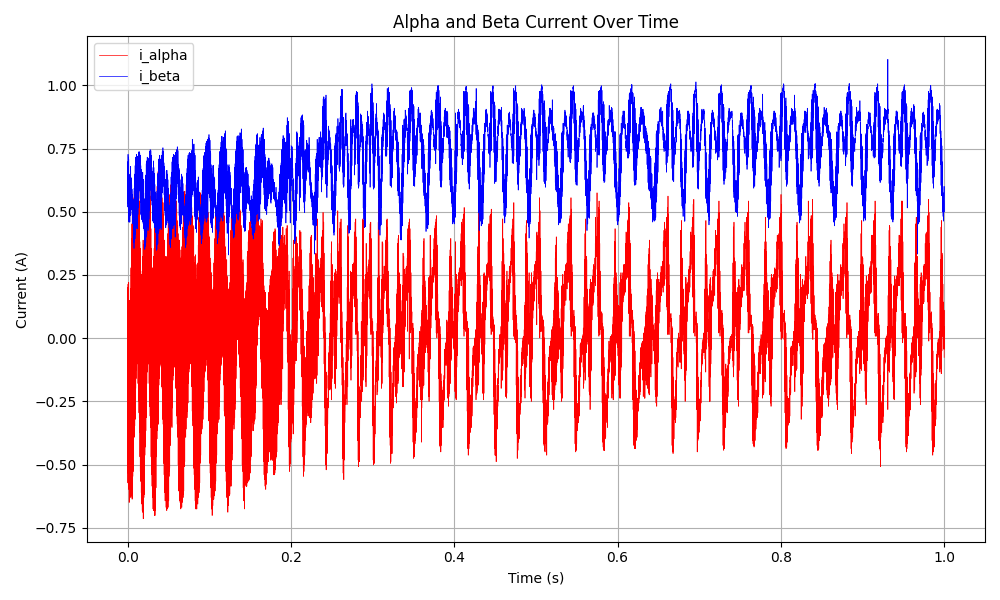 Alpha and Beta Current Over Time
i_alpha
i_beta
Current (A)
1.00
0.75
0.50
0.25
0.00
−0.25
−0.50
−0.75
0.0 0.2 0.4 0.6 0.8 1.0
Time (s)